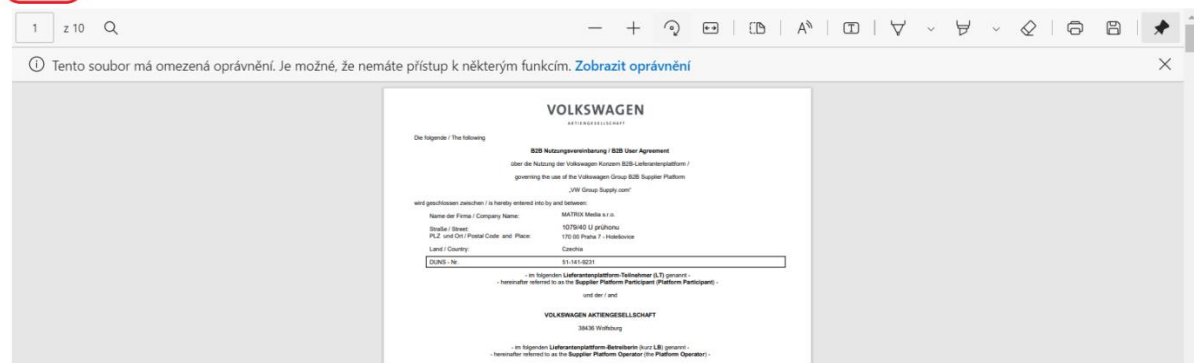 1 z 10
Tento soubor má omezená oprávnění. Je možné, že nemáte přístup k některým funkcím. Zobrazit oprávnění
VOLKSWAGEN
AKTIENGESELLSCHAFT
Die folgende / The following
B2B Nutzungsvereinbarung / B2B User Agreement
über die Nutzung der Volkswagen Konzern B2B-Lieferantenplattform /
governing the use of the Volkswagen Group B2B Supplier Platform
„VW Group Supply.com"
wird geschlossen zwischen / is hereby entered into by and between:
Name der Firma / Company Name: MATRIX Media s.r.o.
Straße / Street: 1079/40 U průhonu
PLZ und Ort / Postal Code and Place: 170 00 Praha 7 - Holešovice
Land / Country: Czechia
DUNS - Nr. 51-141-8231
- im folgenden Lieferantenplattform-Teilnehmer (LT) genannt -
- hereinafter referred to as the Supplier Platform Participant (Platform Participant) -
und der / and
VOLKSWAGEN AKTIENGESELLSCHAFT
38436 Wolfsburg
- im folgenden Lieferantenplattform-Betreiberin (kurz LB) genannt -
- hereinafter referred to as the Supplier Platform Operator (the Platform Operator) -